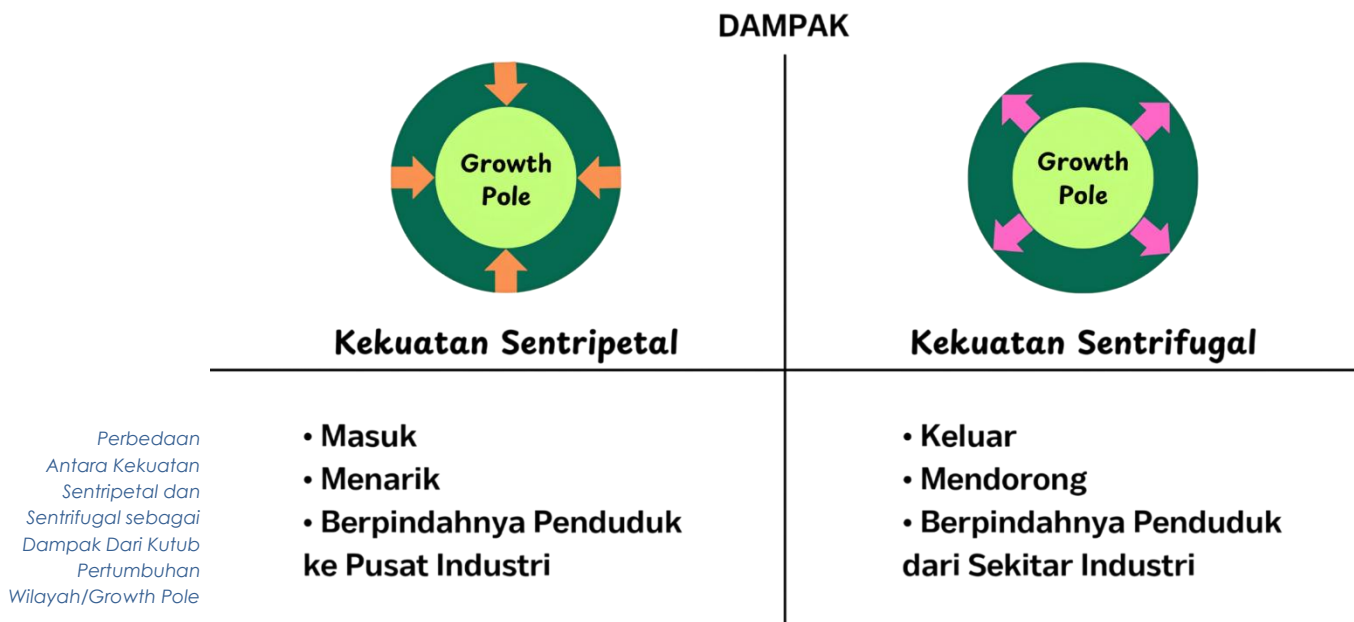 DAMPAK
Growth
Pole
Kekuatan Sentripetal
Growth
Pole
Kekuatan Sentrifugal
Perbedaan
Antara Kekuatan
Sentripetal dan
Sentrifugal sebagai
Dampak Dari Kutub
Pertumbuhan
Wilayah/Growth Pole
• Masuk
• Menarik
• Berpindahnya Penduduk
ke Pusat Industri
• Keluar
• Mendorong
• Berpindahnya Penduduk
dari Sekitar Industri